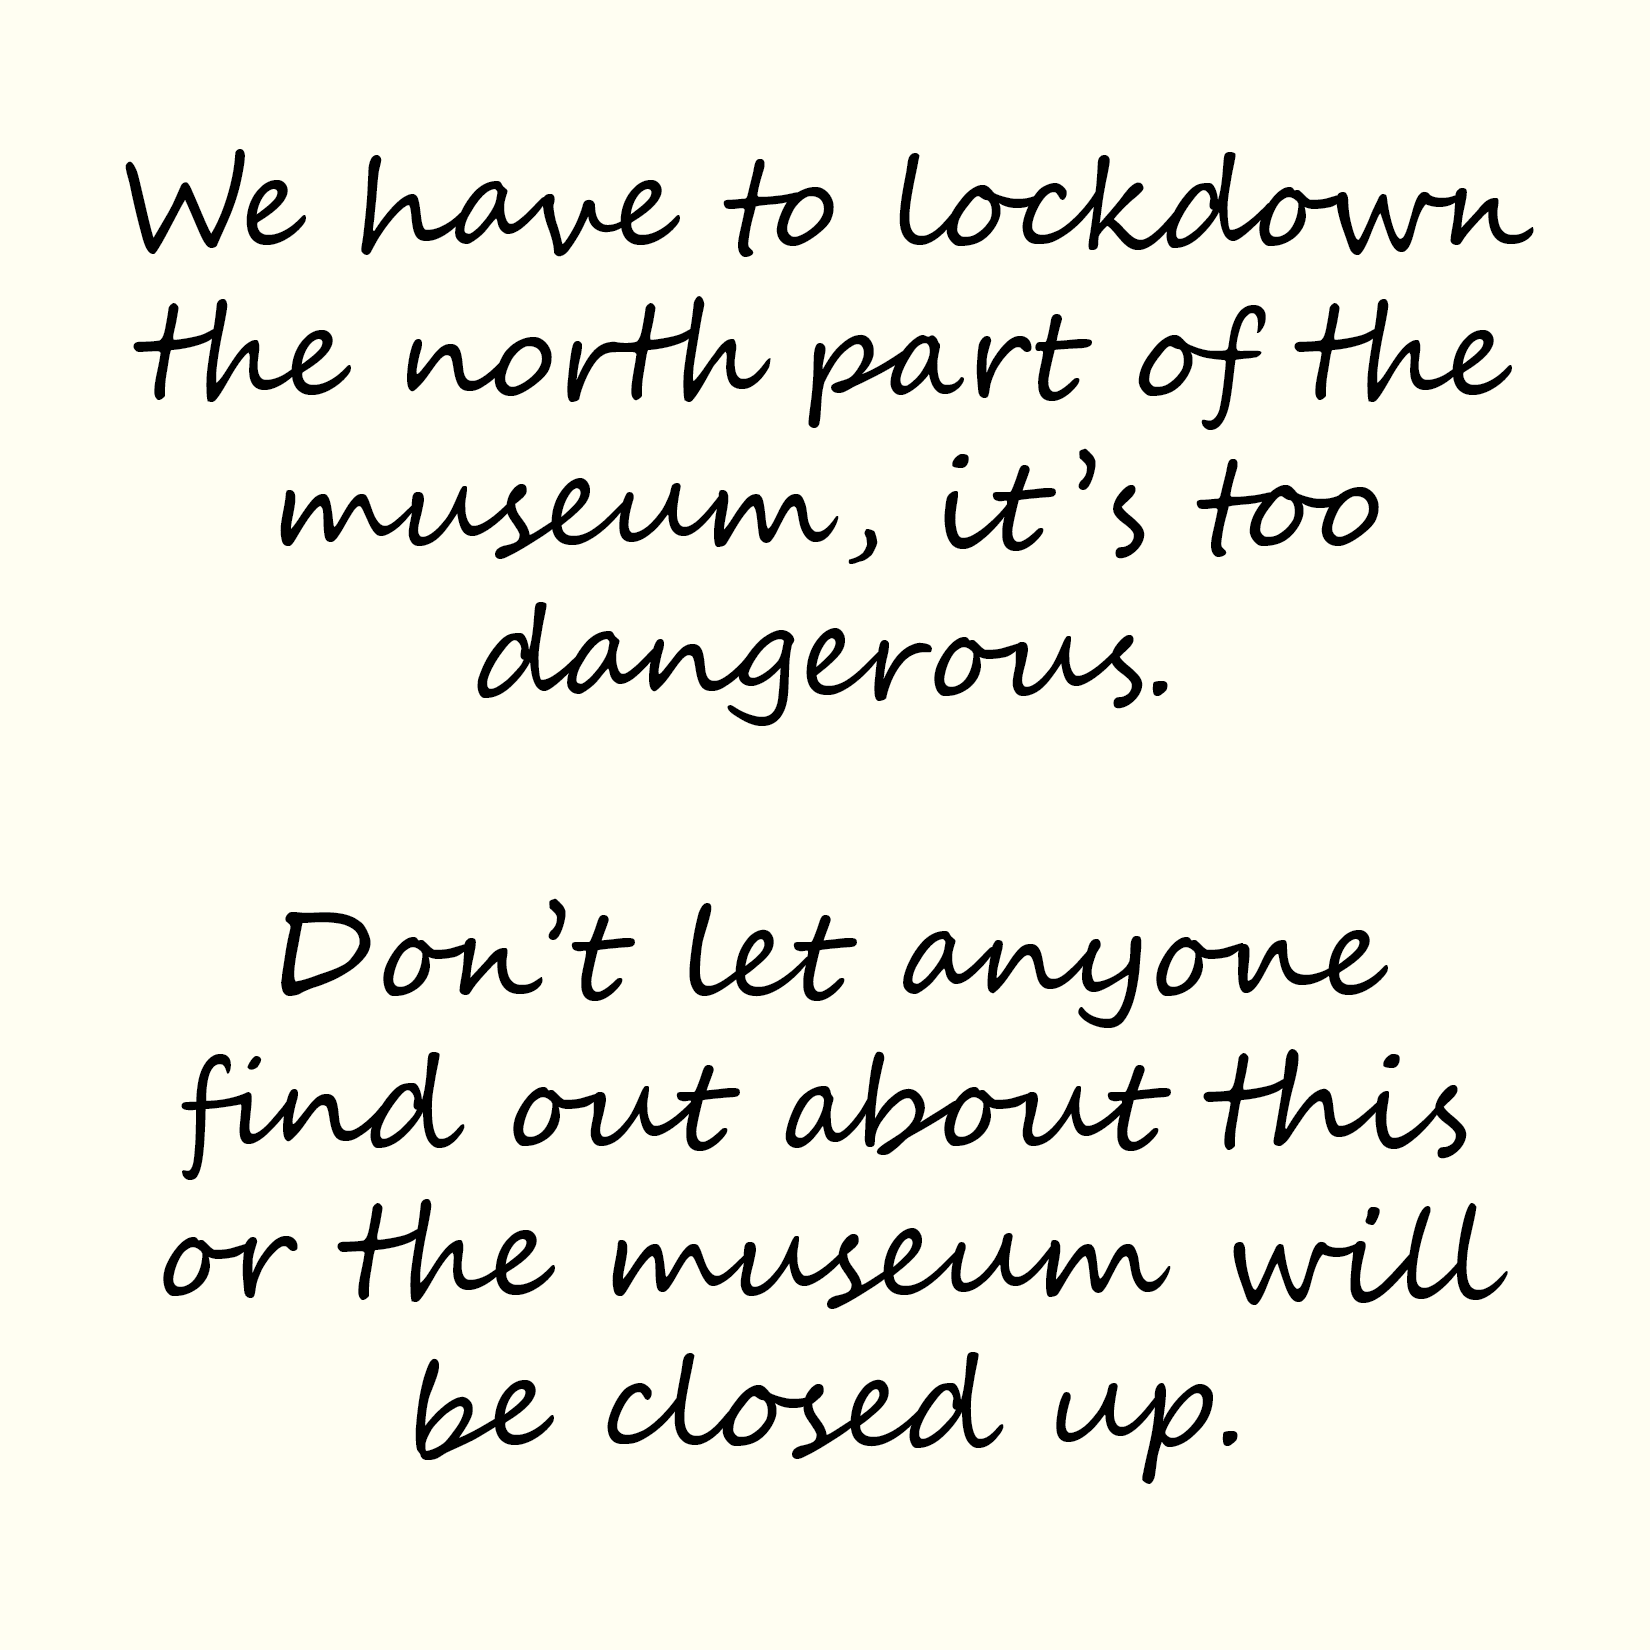 We have to lockdown
the north part of the
museum, it’s too
dangerous.
Don’t let anyone
find out about this
or the museum will
be closed up.